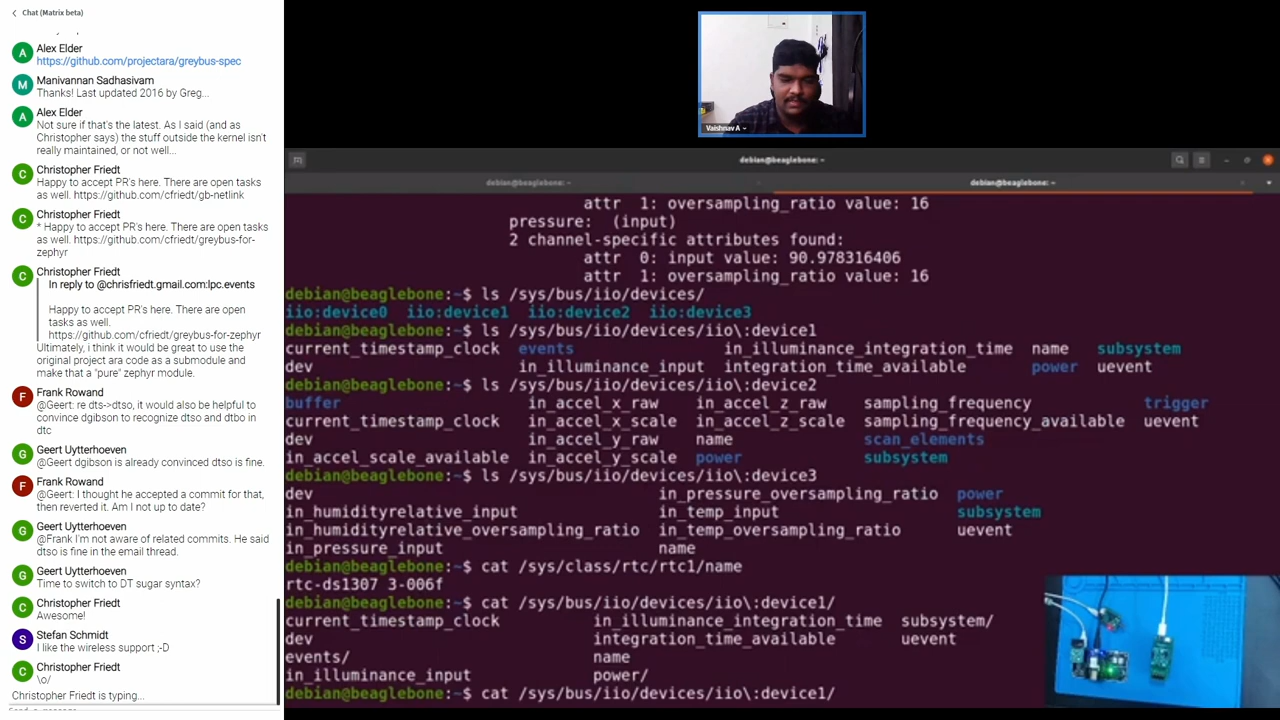 Chat (Matrix beta)
Alex Elder
https://github.com/projectara/greybus-spec
Manivannan Sadhasivam
Thanks! Last updated 2016 by Greg...
Alex Elder
Not sure if that's the latest. As I said (and as
Christopher says) the stuff outside the kernel isn't
really maintained, or not well...
Christopher Friedt
Happy to accept PR's here. There are open tasks
as well. https://github.com/cfriedt/gb-netlink
Christopher Friedt
* Happy to accept PR's here. There are open
tasks as well. https://github.com/cfriedt/greybus-for-
zephyr
Christopher Friedt
In reply to @chrisfriedt.gmail.com:lpc.events
Happy to accept PR's here. There are open
tasks as well.
https://github.com/cfriedt/greybus-for-zephyr
Ultimately, i think it would be great to use the
original project ara code as a submodule and
make that a "pure" zephyr module.
Frank Rowand
@Geert: re dts->dtso, it would also be helpful to
convince dgibson to recognize dtso and dtbo in
dtc
Geert Uytterhoeven
@Geert dgibson is already convinced dtso is fine.
Frank Rowand
@Geert: I thought he accepted a commit for that,
then reverted it. Am I not up to date?
Geert Uytterhoeven
@Frank I'm not aware of related commits. He said
dtso is fine in the email thread.
Geert Uytterhoeven
Time to switch to DT sugar syntax?
Christopher Friedt
Awesome!
Stefan Schmidt
I like the wireless support ;-D
Christopher Friedt
\o/
Christopher Friedt is typing...
Vaishnav A
debian@beaglebone: ~
debian@beaglebone: ~
debian@beaglebone: ~
attr 1: oversampling_ratio value: 16
pressure: (input)
2 channel-specific attributes found:
attr 0: input value: 90.978316406
attr 1: oversampling_ratio value: 16
debian@beaglebone:~$ ls /sys/bus/iio/devices/
iio:device0 iio:device1 iio:device2 iio:device3
debian@beaglebone:~$ ls /sys/bus/iio/devices/iio\:device1
current_timestamp_clock events in_illuminance_integration_time name subsystem
dev in_illuminance_input integration_time_available power uevent
debian@beaglebone:~$ ls /sys/bus/iio/devices/iio\:device2
buffer in_accel_x_raw in_accel_z_raw sampling_frequency trigger
current_timestamp_clock in_accel_x_scale in_accel_z_scale sampling_frequency_available uevent
dev in_accel_y_raw name scan_elements
in_accel_scale_available in_accel_y_scale power subsystem
debian@beaglebone:~$ ls /sys/bus/iio/devices/iio\:device3
dev in_pressure_oversampling_ratio power
in_humidityrelative_input in_temp_input subsystem
in_humidityrelative_oversampling_ratio in_temp_oversampling_ratio uevent
in_pressure_input name
debian@beaglebone:~$ cat /sys/class/rtc/rtc1/name
rtc-ds1307 3-006f
debian@beaglebone:~$ cat /sys/bus/iio/devices/iio\:device1/
current_timestamp_clock in_illuminance_integration_time subsystem/
dev integration_time_available uevent
events/ name
in_illuminance_input power/
debian@beaglebone:~$ cat /sys/bus/iio/devices/iio\:device1/